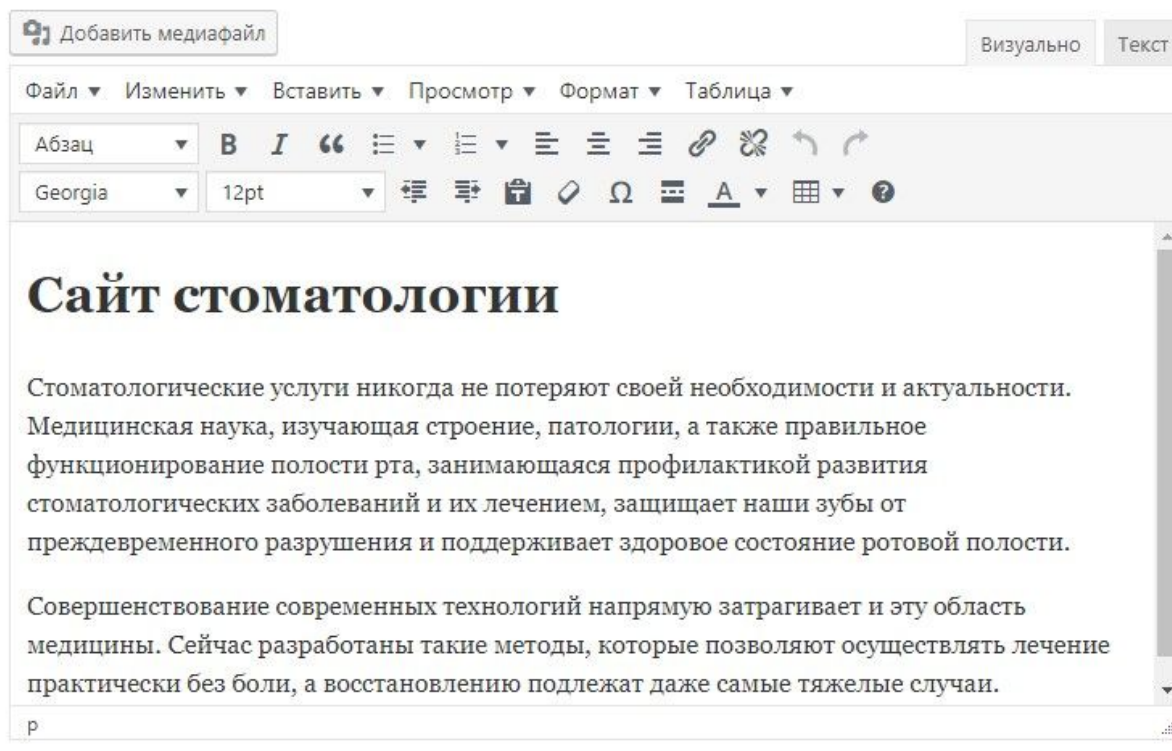 Добавить медиафайл
Визуально Текст
Файл Изменить Вставить Просмотр Формат Таблица
Абзац B I
Georgia 12pt Ω A
Сайт стоматологии
Стоматологические услуги никогда не потеряют своей необходимости и актуальности.
Медицинская наука, изучающая строение, патологии, а также правильное
функционирование полости рта, занимающаяся профилактикой развития
стоматологических заболеваний и их лечением, защищает наши зубы от
преждевременного разрушения и поддерживает здоровое состояние ротовой полости.
Совершенствование современных технологий напрямую затрагивает и эту область
медицины. Сейчас разработаны такие методы, которые позволяют осуществлять лечение
практически без боли, а восстановлению подлежат даже самые тяжелые случаи.
p